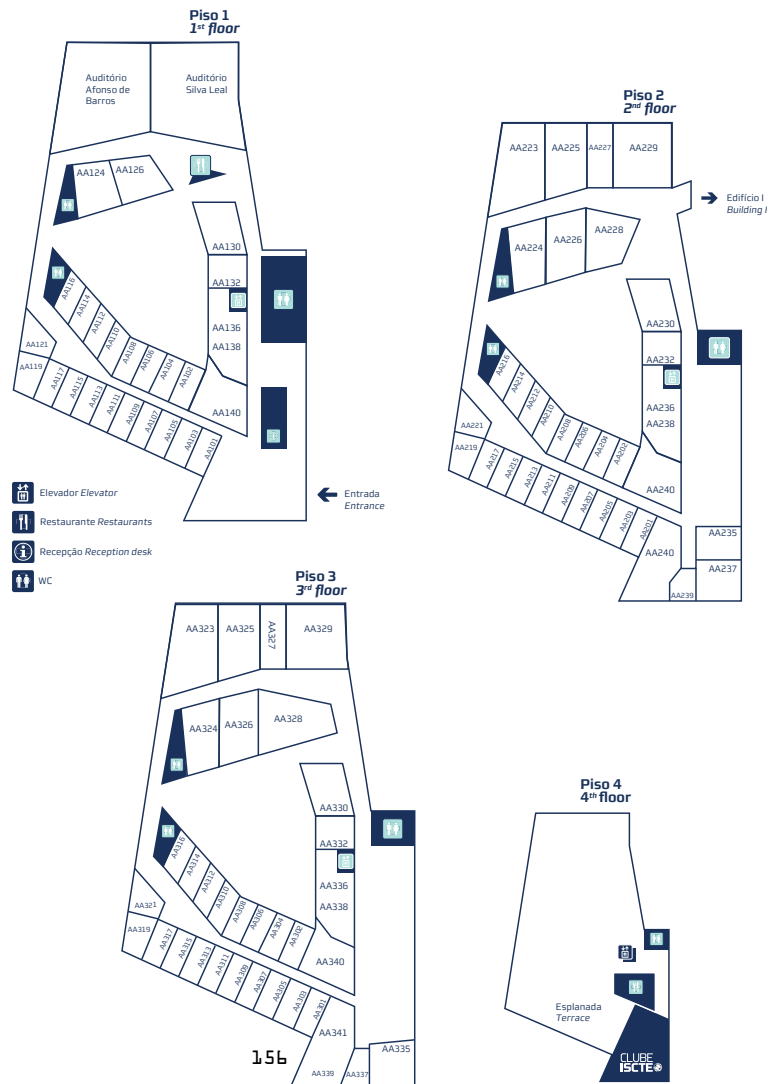 Piso 1
1st floor
Auditório
Afonso de
Barros
Auditório
Silva Leal
AA124
AA126
AA130
AA132
AA136
AA138
AA140
AA116
AA114
AA112
AA110
AA108
AA106
AA104
AA102
AA121
AA119
AA117
AA115
AA113
AA111
AA109
AA107
AA105
AA103
AA101
Entrada
Entrance
Elevador Elevator
Restaurante Restaurants
Recepção Reception desk
WC
Piso 2
2nd floor
AA223
AA225
AA227
AA229
Edifício I
Building I
AA224
AA226
AA228
AA230
AA232
AA236
AA238
AA240
AA216
AA214
AA212
AA210
AA208
AA206
AA204
AA202
AA221
AA219
AA217
AA215
AA213
AA211
AA209
AA207
AA205
AA203
AA201
AA240
AA235
AA237
AA239
Piso 3
3rd floor
AA323
AA325
AA327
AA329
AA324
AA326
AA328
AA330
AA332
AA336
AA338
AA340
AA316
AA314
AA312
AA310
AA308
AA306
AA304
AA302
AA321
AA319
AA317
AA315
AA313
AA311
AA309
AA307
AA305
AA303
AA301
AA341
AA339
AA337
AA335
Piso 4
4th floor
Esplanada
Terrace
CLUBE
ISCTE
156